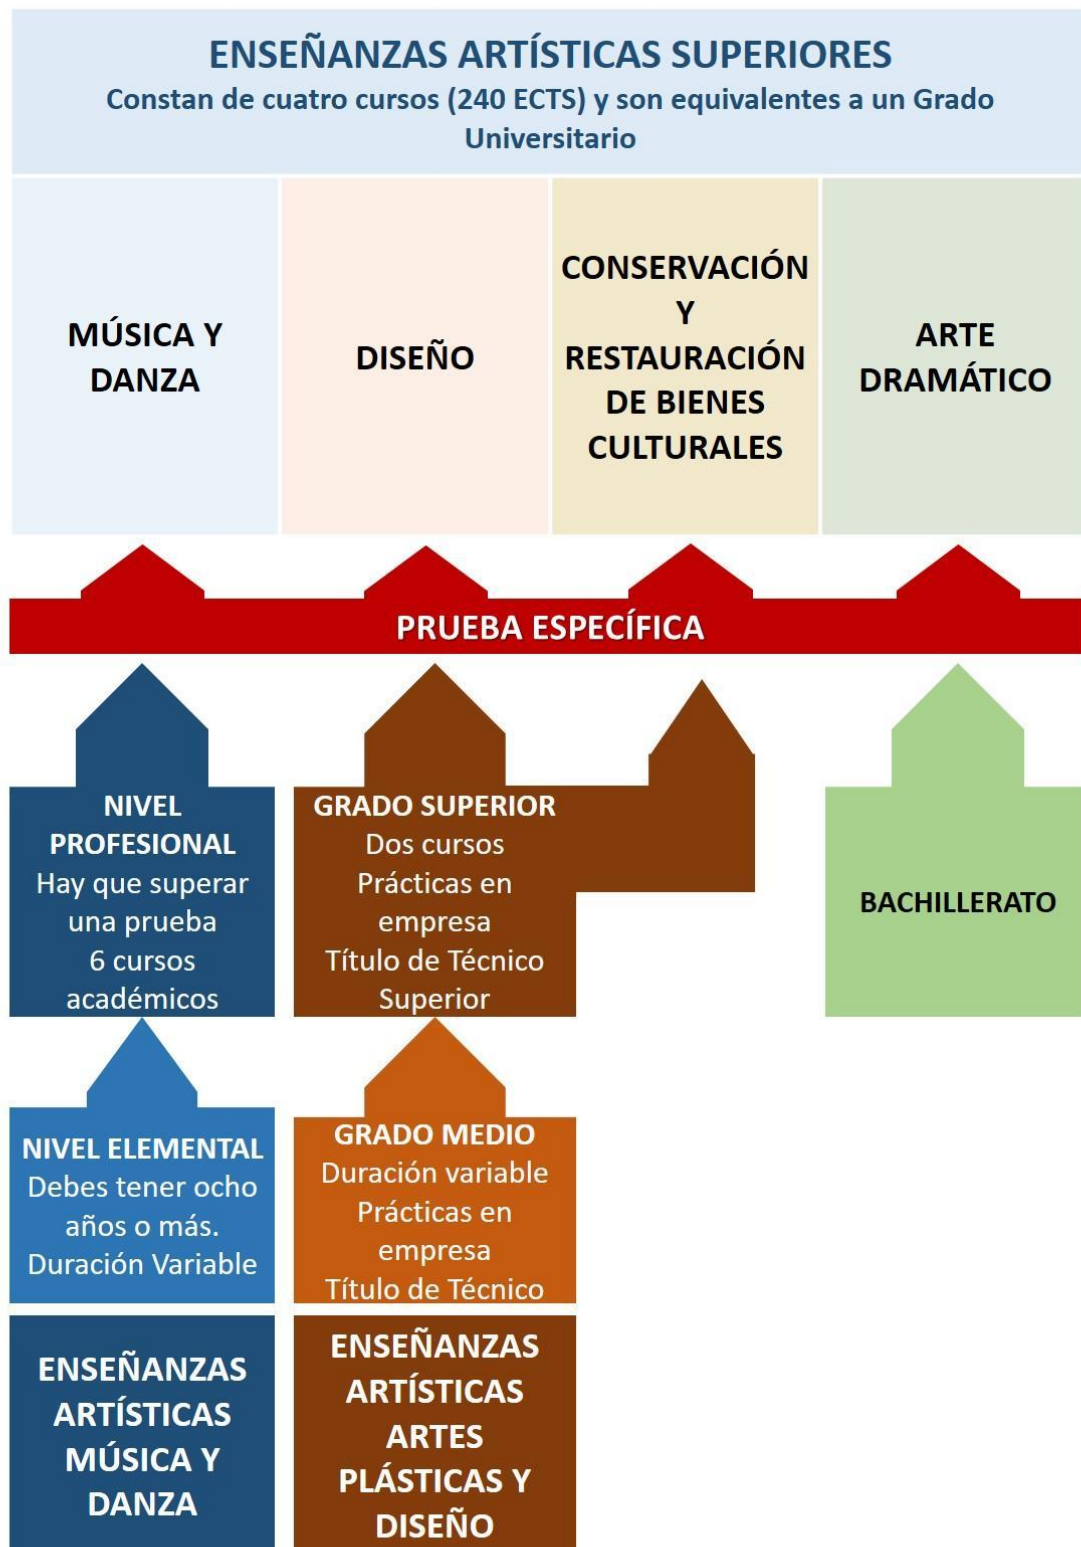 ENSEÑANZAS ARTÍSTICAS SUPERIORES
Constan de cuatro cursos (240 ECTS) y son equivalentes a un Grado
Universitario
MÚSICA Y
DANZA
DISEÑO
CONSERVACIÓN
Y
RESTAURACIÓN
DE BIENES
CULTURALES
ARTE
DRAMÁTICO
PRUEBA ESPECÍFICA
NIVEL
PROFESIONAL
Hay que superar
una prueba
6 cursos
académicos
GRADO SUPERIOR
Dos cursos
Prácticas en
empresa
Título de Técnico
Superior
BACHILLERATO
NIVEL ELEMENTAL
Debes tener ocho
años o más.
Duración Variable
GRADO MEDIO
Duración variable
Prácticas en
empresa
Título de Técnico
ENSEÑANZAS
ARTÍSTICAS
MÚSICA Y
DANZA
ENSEÑANZAS
ARTÍSTICAS
ARTES
PLÁSTICAS Y
DISEÑO